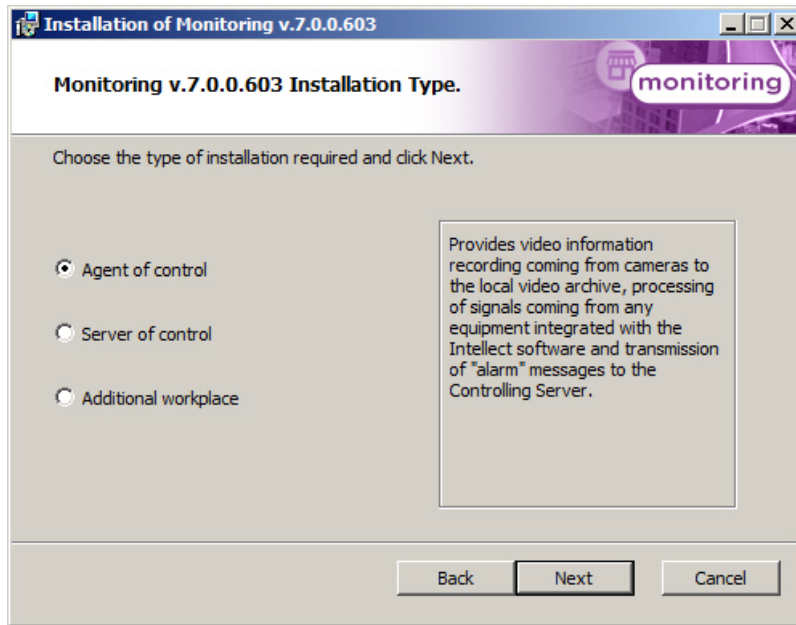 Installation of Monitoring v.7.0.0.603
Monitoring v.7.0.0.603 Installation Type.
monitoring
Choose the type of installation required and click Next.
Agent of control
Server of control
Additional workplace
Provides video information
recording coming from cameras to
the local video archive, processing
of signals coming from any
equipment integrated with the
Intellect software and transmission
of "alarm" messages to the
Controlling Server.
Back
Next
Cancel